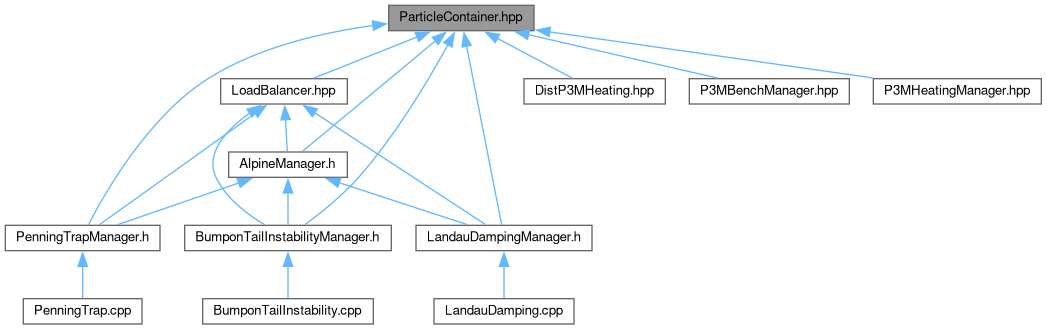 ParticleContainer.hpp
LoadBalancer.hpp
DistP3MHeating.hpp
P3MBenchManager.hpp
P3MHeatingManager.hpp
AlpineManager.h
PenningTrapManager.h
BumponTailInstabilityManager.h
LandauDampingManager.h
PenningTrap.cpp
BumponTailInstability.cpp
LandauDamping.cpp